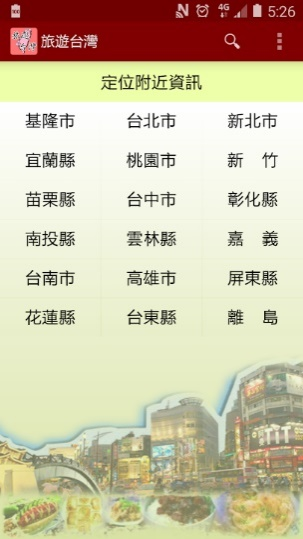 4G 5:26
旅遊台灣
定位附近資訊
基隆市 台北市 新北市
宜蘭縣 桃園市 新 竹
苗栗縣 台中市 彰化縣
南投縣 雲林縣 嘉 義
台南市 高雄市 屏東縣
花蓮縣 台東縣 離 島